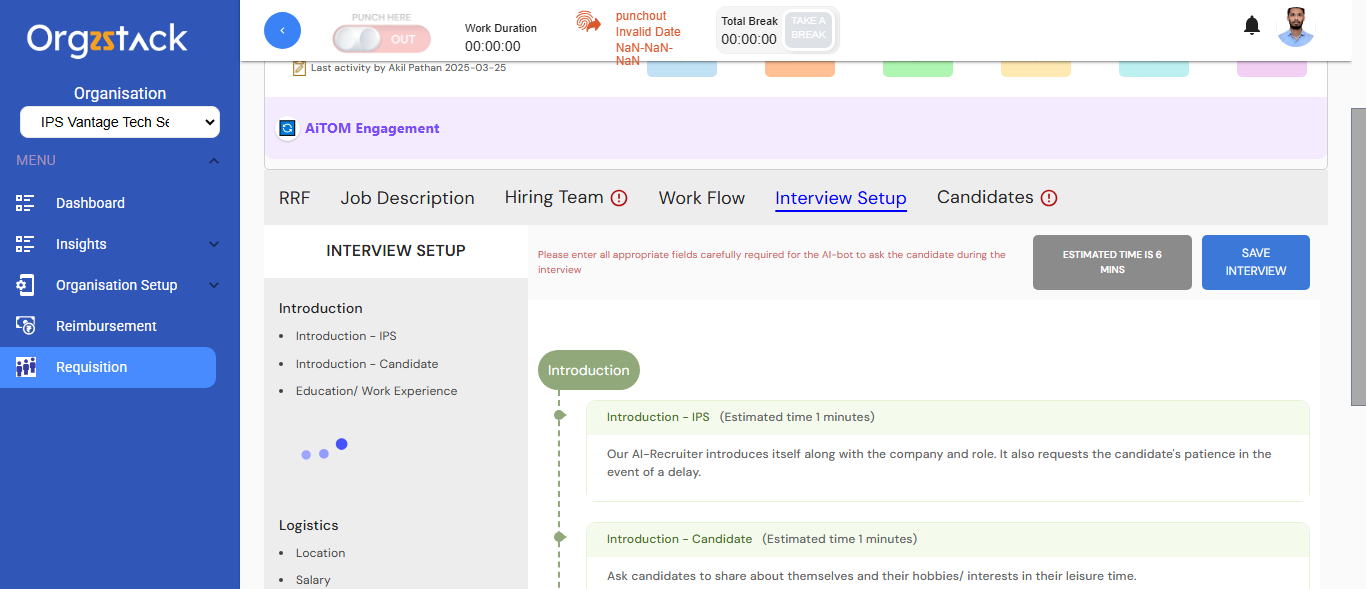 Orgzstack
Organisation
IPS Vantage Tech Se
MENU
Dashboard
Insights
Organisation Setup
Reimbursement
Requisition
PUNCH HERE
OUT
Work Duration
00:00:00
punchout
Invalid Date
NaN-NaN-
NaN
Total Break
00:00:00
TAKE A
BREAK
Last activity by Akil Pathan 2025-03-25
AiTOM Engagement
RRF
Job Description
Hiring Team
Work Flow
Interview Setup
Candidates
INTERVIEW SETUP
Introduction
• Introduction - IPS
• Introduction - Candidate
• Education/ Work Experience
Logistics
• Location
• Salary
Please enter all appropriate fields carefully required for the AI-bot to ask the candidate during the
interview
ESTIMATED TIME IS 6
MINS
SAVE
INTERVIEW
Introduction
Introduction - IPS (Estimated time 1 minutes)
Our AI-Recruiter introduces itself along with the company and role. It also requests the candidate's patience in the
event of a delay.
Introduction - Candidate (Estimated time 1 minutes)
Ask candidates to share about themselves and their hobbies/ interests in their leisure time.